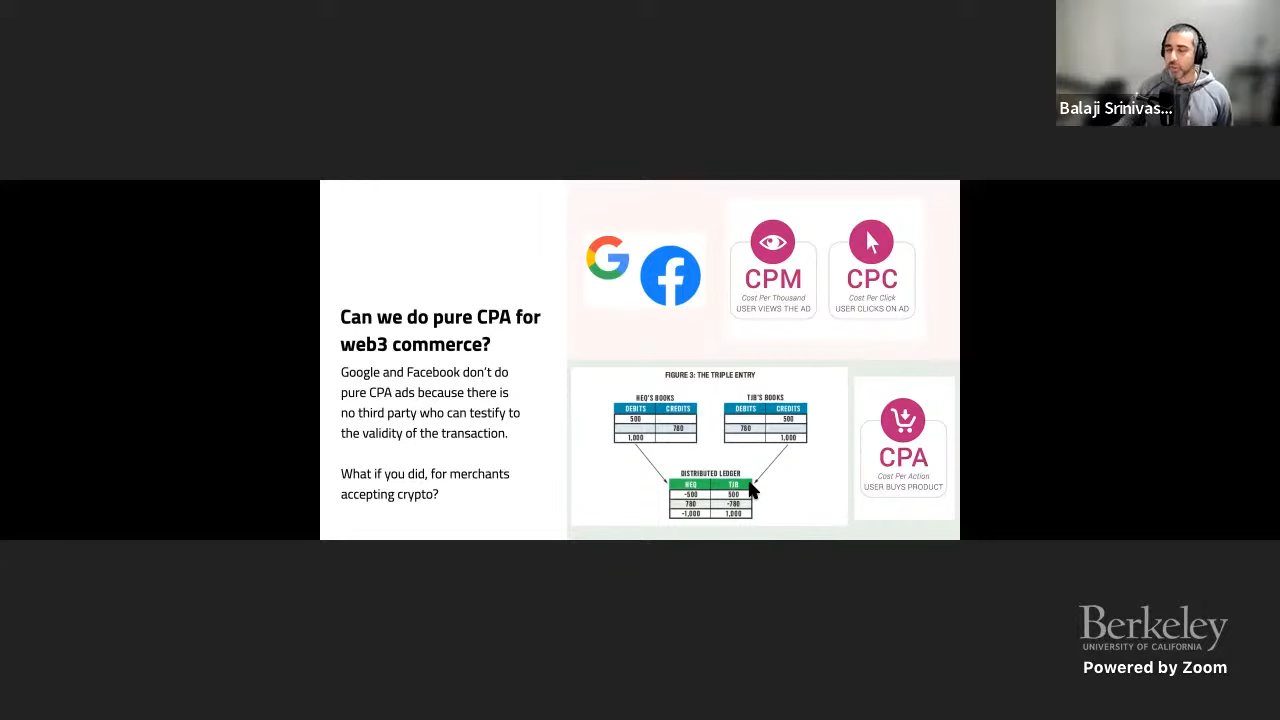 Balaji Srinivas...
Can we do pure CPA for
web3 commerce?
Google and Facebook don't do
pure CPA ads because there is
no third party who can testify to
the validity of the transaction.
What if you did, for merchants
accepting crypto?
CPM
Cost Per Thousand
USER VIEWS THE AD
CPC
Cost Per Click
USER CLICKS ON AD
FIGURE 3: THE TRIPLE ENTRY
HEQ'S BOOKS
DEBITS CREDITS
500
780
1,000
TJB'S BOOKS
DEBITS CREDITS
500
780
1,000
DISTRIBUTED LEDGER
HEQ TJB
-500 500
780 -780
-1,000 1,000
CPA
Cost Per Action
USER BUYS PRODUCT
Berkeley
UNIVERSITY OF CALIFORNIA
Powered by Zoom